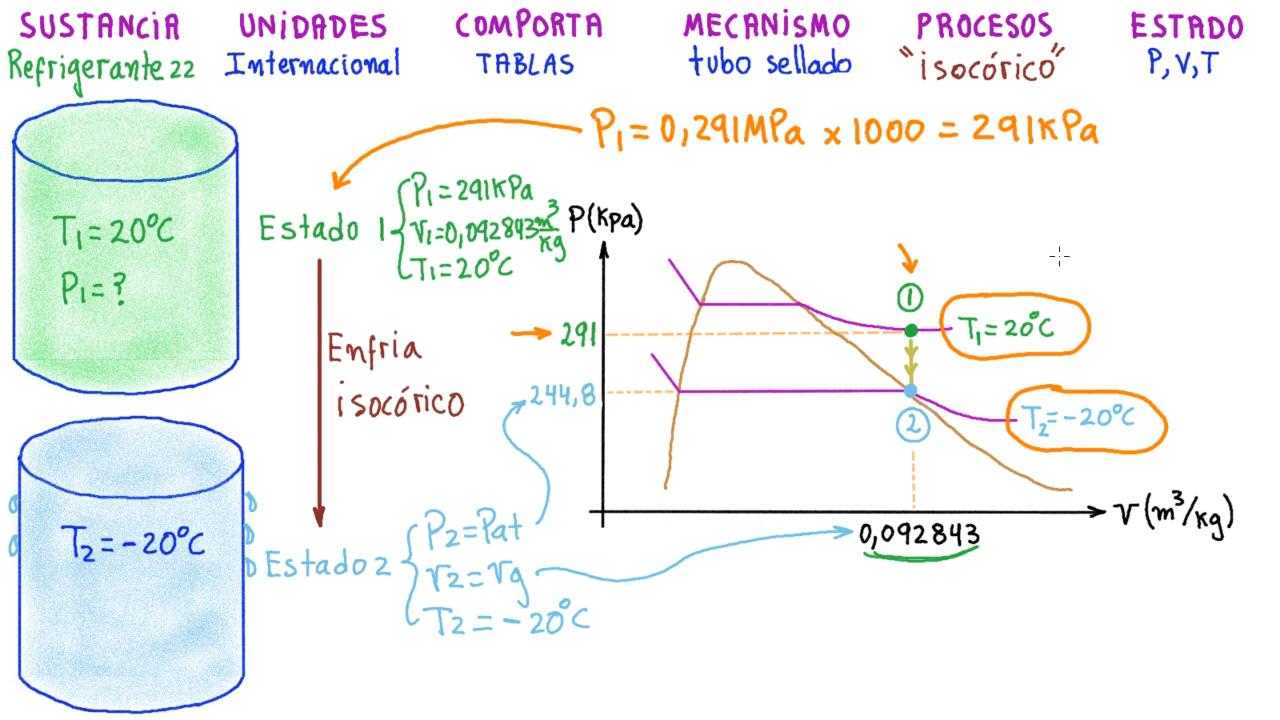 SUSTANCIA UNIDADES COMPORTA MECANISMO PROCESOS ESTADO
Refrigerante 22 Internacional TABLAS tubo sellado "isocórico" P, V, T
P1 = 0,291MPa x 1000 = 291KPa
T1 = 20°C
P1 = ?
Estado 1
P1 = 291KPa
V1 = 0,092843 m³/Kg
T1 = 20°C
Enfria
isocórico
T2 = -20°C
Estado 2
P2 = Pat
V2 = Vg
T2 = -20°C
P(Kpa)
1
T1 = 20°C
291
244,8
T2 = -20°C
2
V (m³/Kg)
0,092843